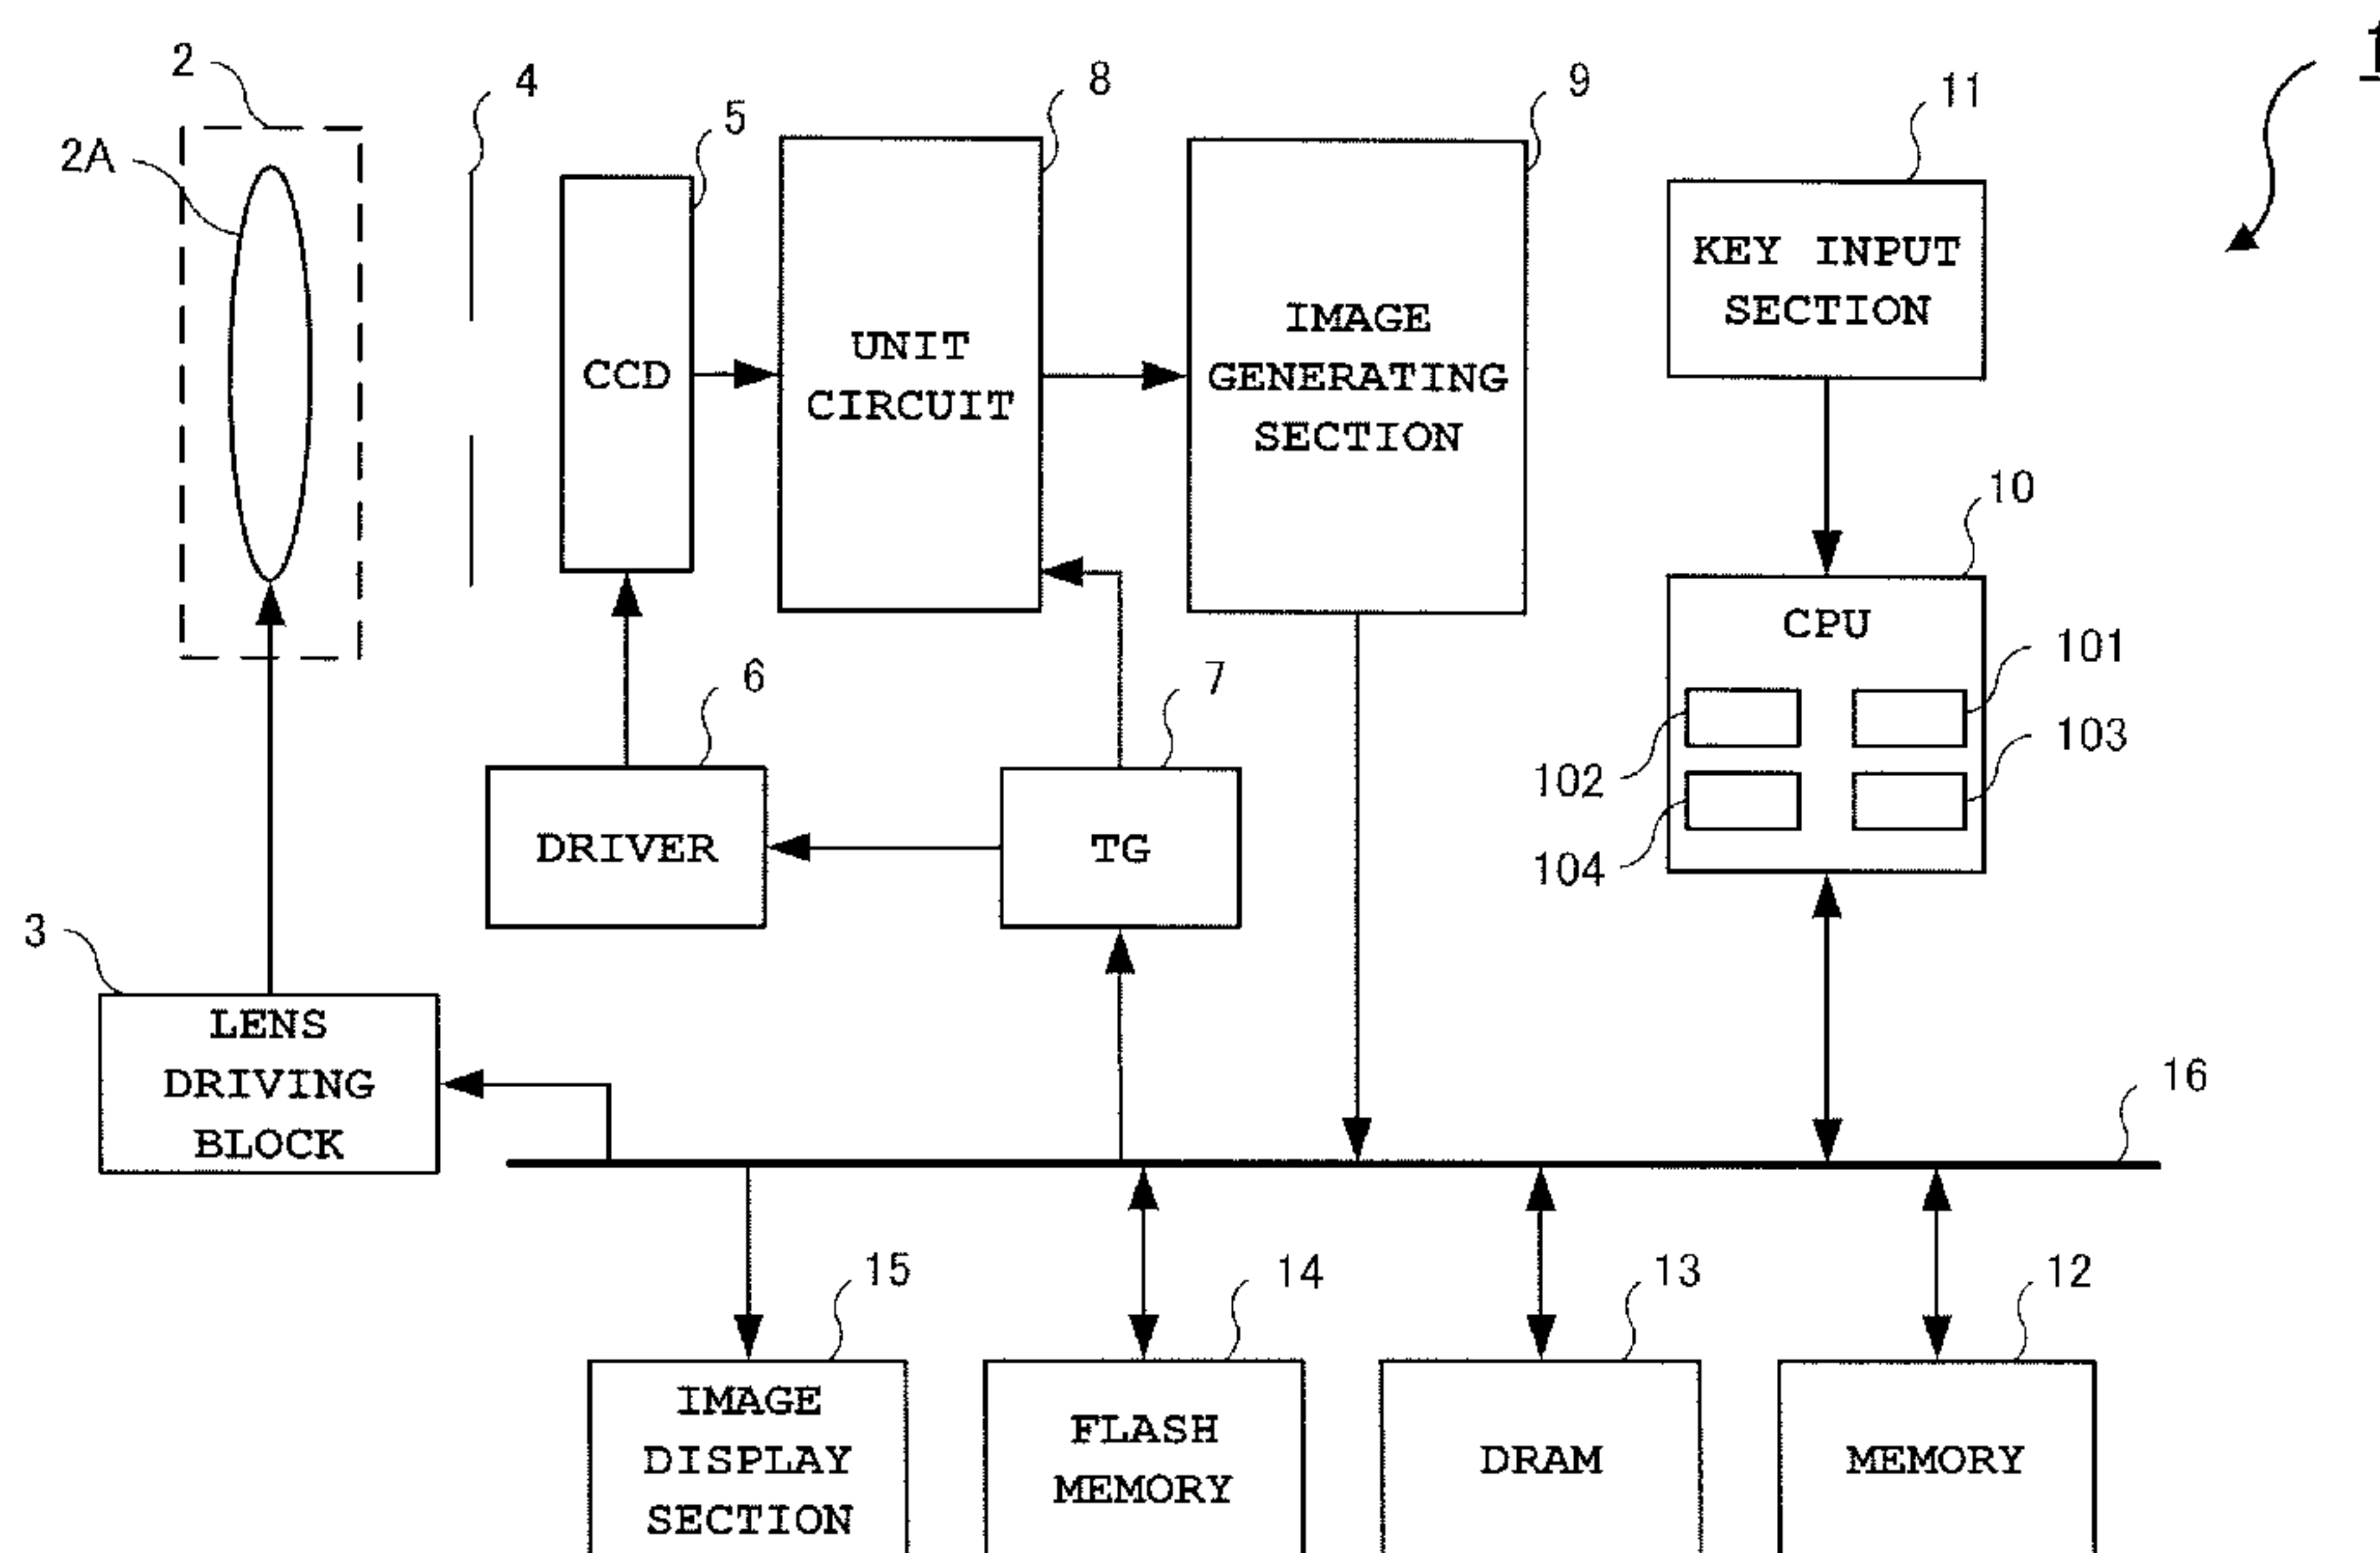 1
2
4
8
9
11
5
2A
KEY INPUT
SECTION
IMAGE
GENERATING
SECTION
UNIT
CIRCUIT
CCD
10
CPU
101
102
103
104
6
7
DRIVER
TG
3
LENS
DRIVING
BLOCK
16
15
14
13
12
IMAGE
DISPLAY
SECTION
FLASH
MEMORY
DRAM
MEMORY